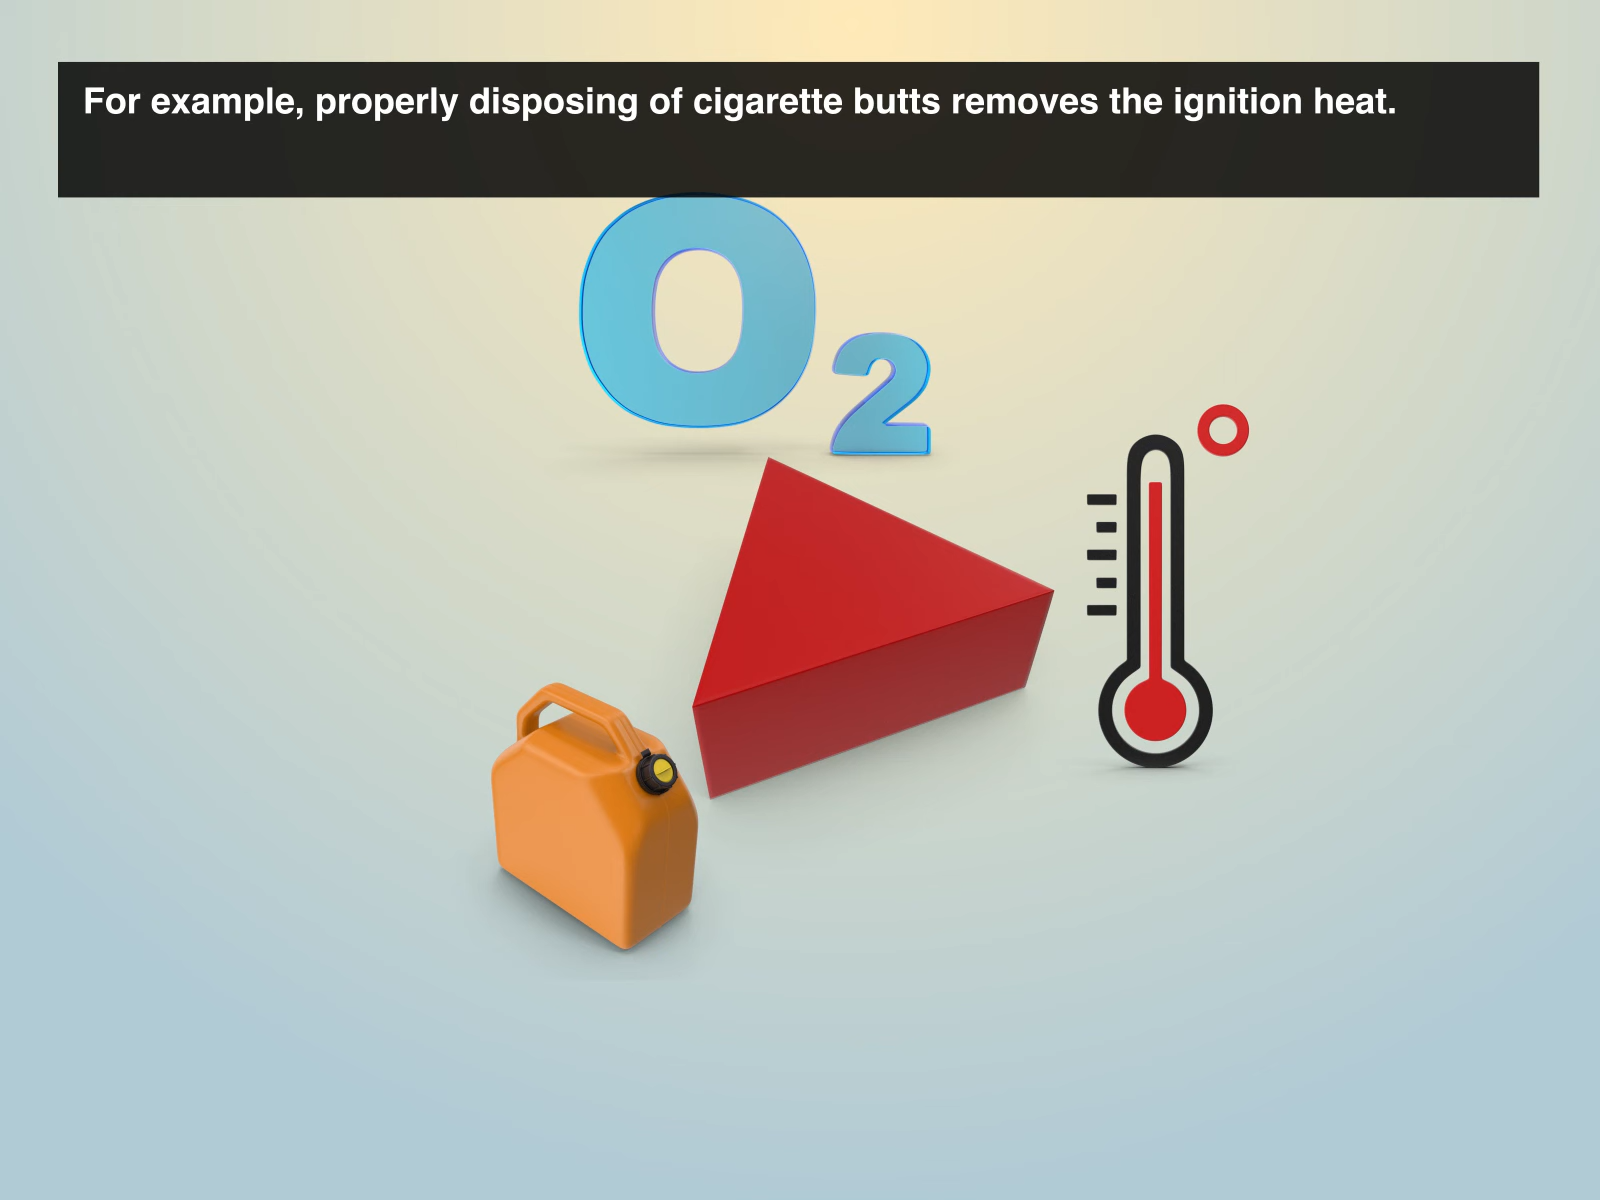 For example, properly disposing of cigarette butts removes the ignition heat.
O2